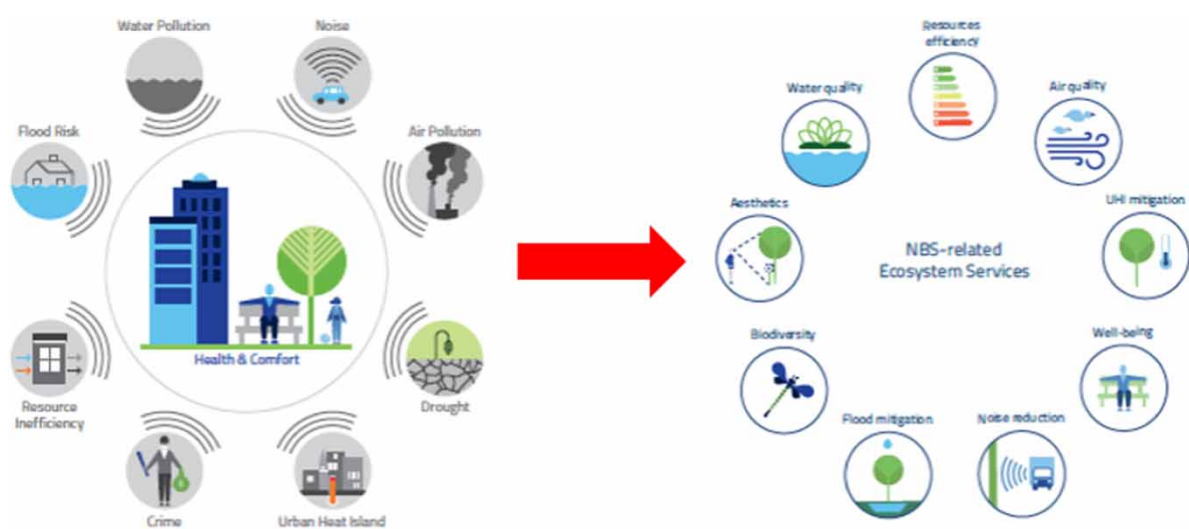 Water Pollution
Noise
Flood Risk
Air Pollution
Health & Comfort
Resource
Inefficiency
Drought
Crime
Urban Heat Island
Resources
efficiency
Water quality
Air quality
Aesthetics
UHI mitigation
NBS-related
Ecosystem Services
Biodiversity
Well-being
Flood mitigation
Noise reduction